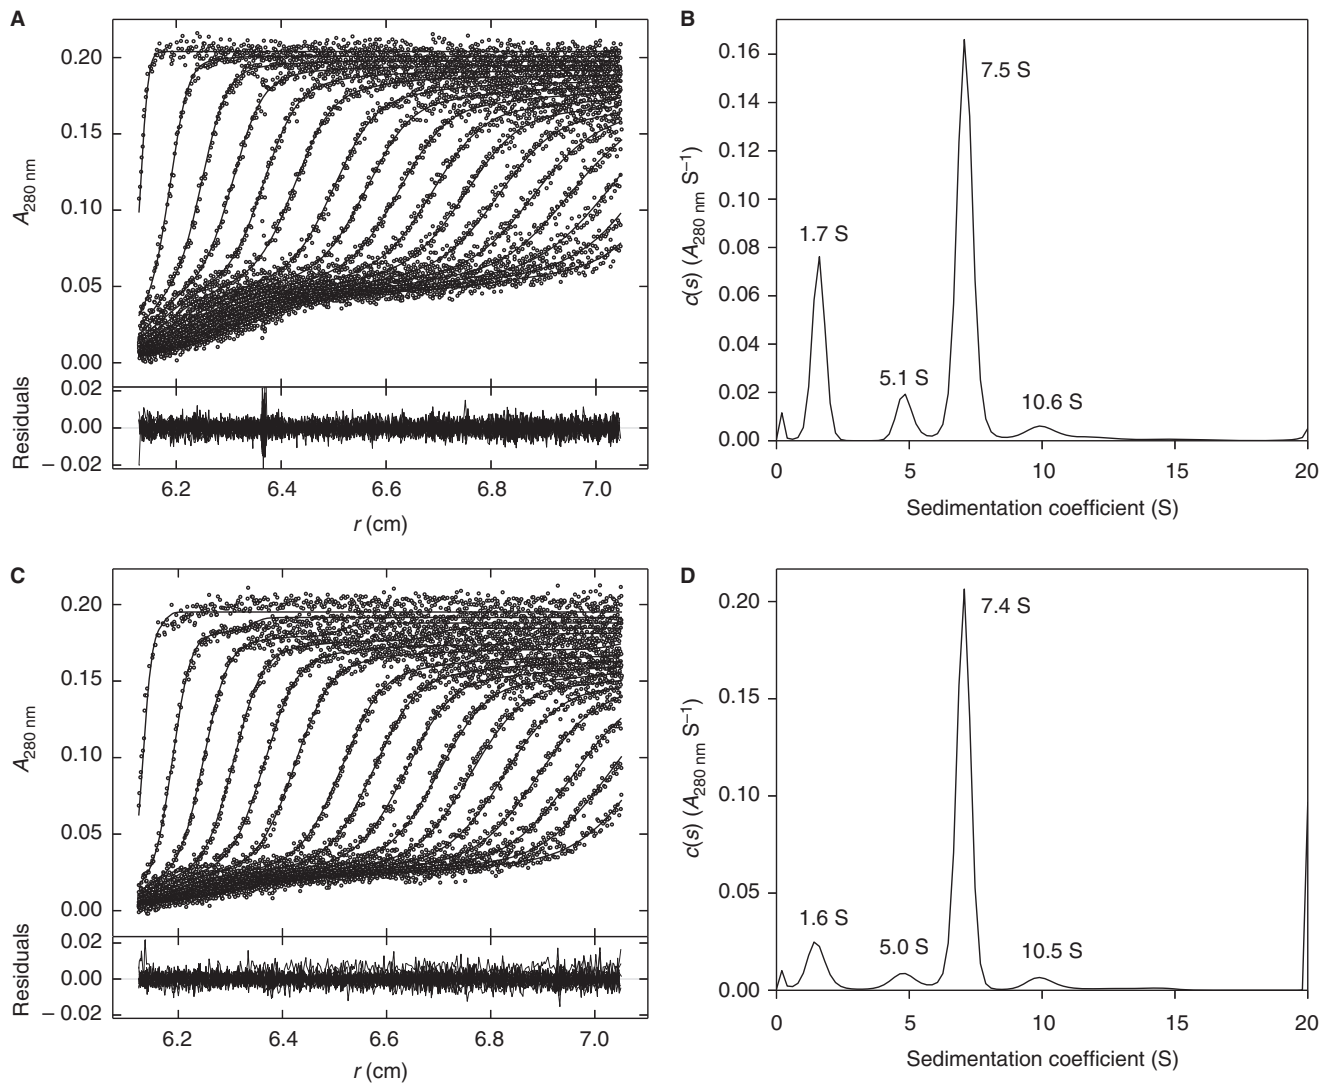 A
0.20
0.15
0.10
0.05
0.00
A280 nm
0.02
0.00
– 0.02
Residuals
6.2 6.4 6.6 6.8 7.0
r (cm)
B
0.16
0.14
0.12
0.10
0.08
0.06
0.04
0.02
0.00
c(s) (A280 nm S–1)
1.7 S
5.1 S
7.5 S
10.6 S
0 5 10 15 20
Sedimentation coefficient (S)
C
0.20
0.15
0.10
0.05
0.00
A280 nm
0.02
0.00
– 0.02
Residuals
6.2 6.4 6.6 6.8 7.0
r (cm)
D
0.20
0.15
0.10
0.05
0.00
c(s) (A280 nm S–1)
1.6 S
5.0 S
7.4 S
10.5 S
0 5 10 15 20
Sedimentation coefficient (S)